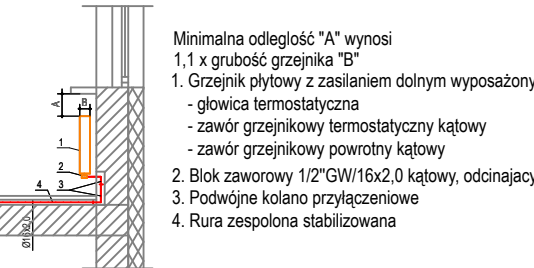 Minimalna odległość "A" wynosi
1,1 x grubość grzejnika "B"
1. Grzejnik płytowy z zasilaniem dolnym wyposażony
- głowica termostatyczna
- zawór grzejnikowy termostatyczny kątowy
- zawór grzejnikowy powrotny kątowy
2. Blok zaworowy 1/2"GW/16x2,0 kątowy, odcinajacy
3. Podwójne kolano przyłączeniowe
4. Rura zespolona stabilizowana
A
B
1
2
3
4
Ø16x2,0